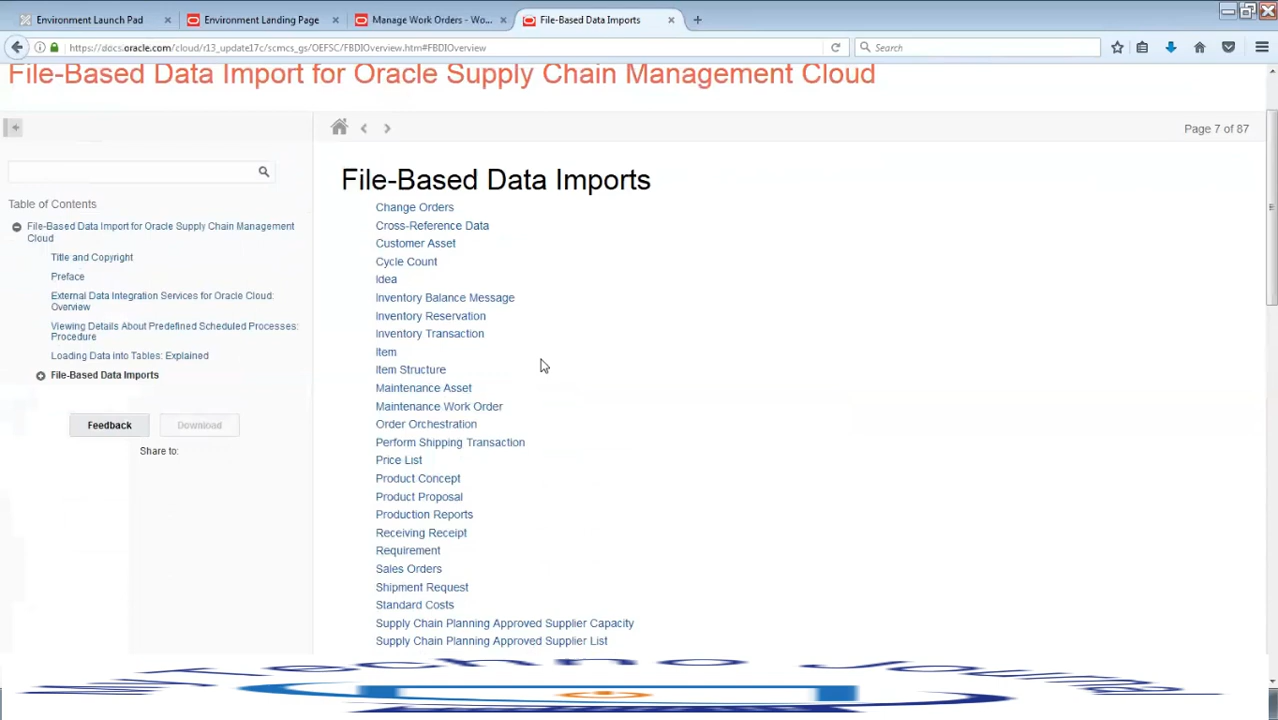 Environment Launch Pad
Environment Landing Page
Manage Work Orders - Wo...
File-Based Data Imports
https://docs.oracle.com/cloud/r13_update17c/scmcs_gs/OEFSC/FBDIOverview.htm#FBDIOverview
Search
File-Based Data Import for Oracle Supply Chain Management Cloud
Page 7 of 87
Table of Contents
File-Based Data Import for Oracle Supply Chain Management
Cloud
Title and Copyright
Preface
External Data Integration Services for Oracle Cloud:
Overview
Viewing Details About Predefined Scheduled Processes:
Procedure
Loading Data into Tables: Explained
File-Based Data Imports
Feedback
Download
Share to:
File-Based Data Imports
Change Orders
Cross-Reference Data
Customer Asset
Cycle Count
Idea
Inventory Balance Message
Inventory Reservation
Inventory Transaction
Item
Item Structure
Maintenance Asset
Maintenance Work Order
Order Orchestration
Perform Shipping Transaction
Price List
Product Concept
Product Proposal
Production Reports
Receiving Receipt
Requirement
Sales Orders
Shipment Request
Standard Costs
Supply Chain Planning Approved Supplier Capacity
Supply Chain Planning Approved Supplier List